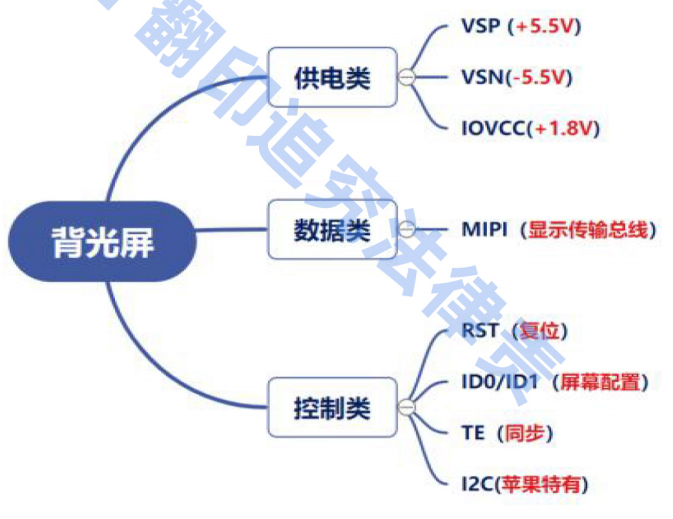 背光屏
供电类
VSP (+5.5V)
VSN(-5.5V)
IOVCC(+1.8V)
数据类
MIPI（显示传输总线）
控制类
RST（复位）
ID0/ID1（屏幕配置）
TE（同步）
I2C(苹果特有)
翻印追究法律责